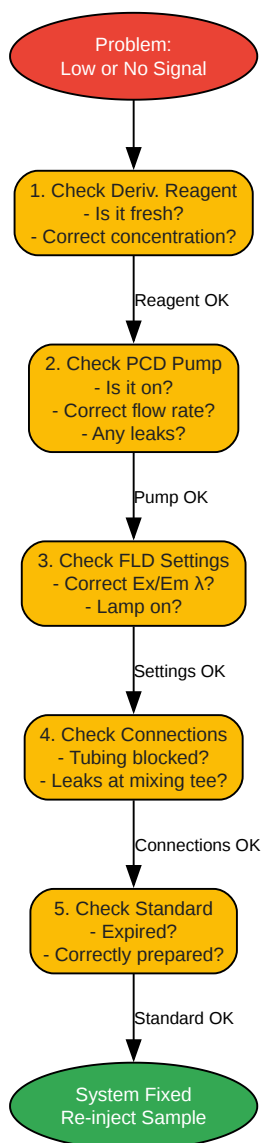 Problem:
Low or No Signal
1. Check Deriv. Reagent
- Is it fresh?
- Correct concentration?
Reagent OK
2. Check PCD Pump
- Is it on?
- Correct flow rate?
- Any leaks?
Pump OK
3. Check FLD Settings
- Correct Ex/Em λ?
- Lamp on?
Settings OK
4. Check Connections
- Tubing blocked?
- Leaks at mixing tee?
Connections OK
5. Check Standard
- Expired?
- Correctly prepared?
Standard OK
System Fixed
Re-inject Sample